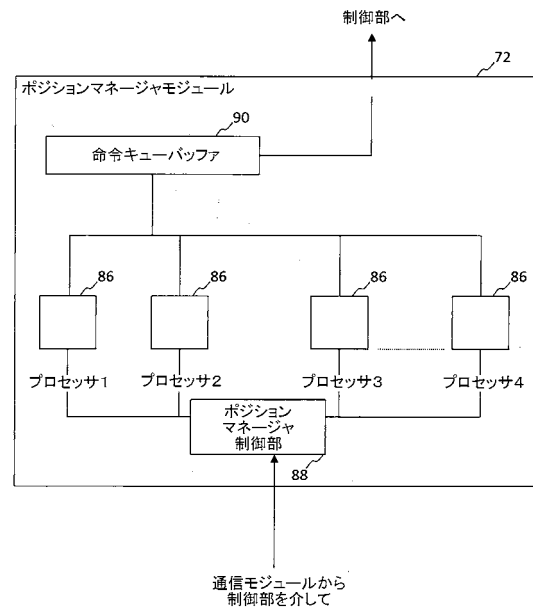 制御部へ
72
ポジションマネージャモジュール
90
命令キューバッファ
86
86
86
86
プロセッサ1
プロセッサ2
プロセッサ3
プロセッサ4
ポジション
マネージャ
制御部
88
通信モジュールから
制御部を介して